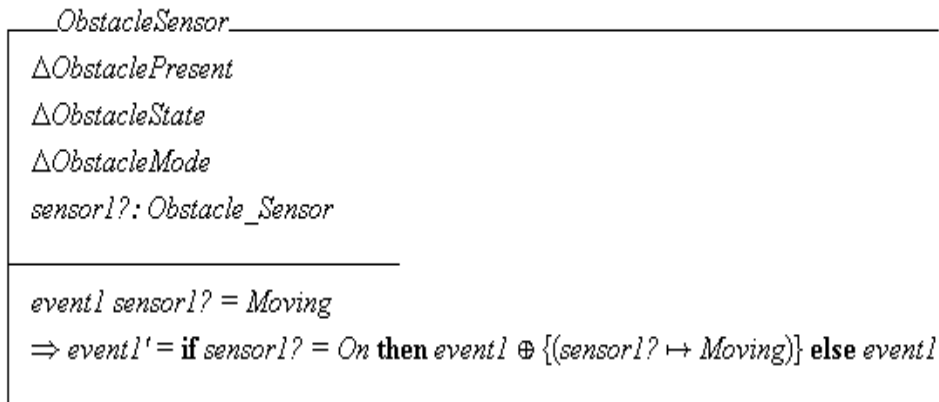 ObstacleSensor
ΔObstaclePresent
ΔObstacleState
ΔObstacleMode
sensor1?: Obstacle_Sensor
event1 sensor1? = Moving
⇒ event1' = if sensor1? = On then event1 ⊕ {(sensor1? ↦ Moving)} else event1